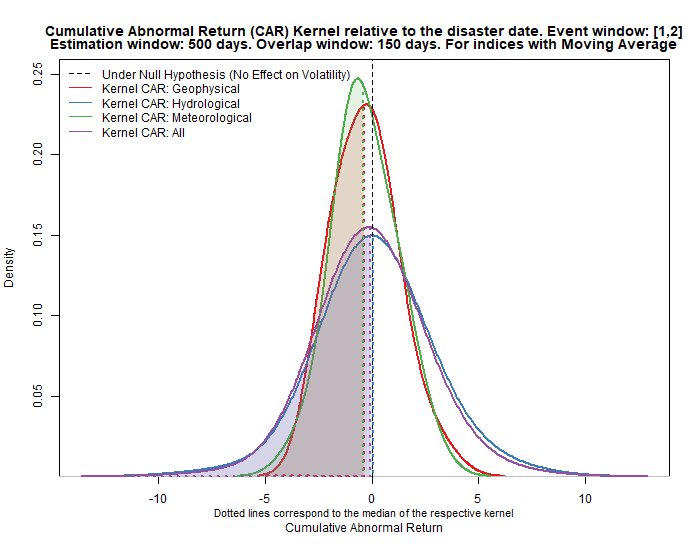 Cumulative Abnormal Return (CAR) Kernel relative to the disaster date. Event window: [1,2]
Estimation window: 500 days. Overlap window: 150 days. For indices with Moving Average
Under Null Hypothesis (No Effect on Volatility)
Kernel CAR: Geophysical
Kernel CAR: Hydrological
Kernel CAR: Meteorological
Kernel CAR: All
0.25
0.20
0.15
0.10
0.05
Density
-10 -5 0 5 10
Dotted lines correspond to the median of the respective kernel
Cumulative Abnormal Return